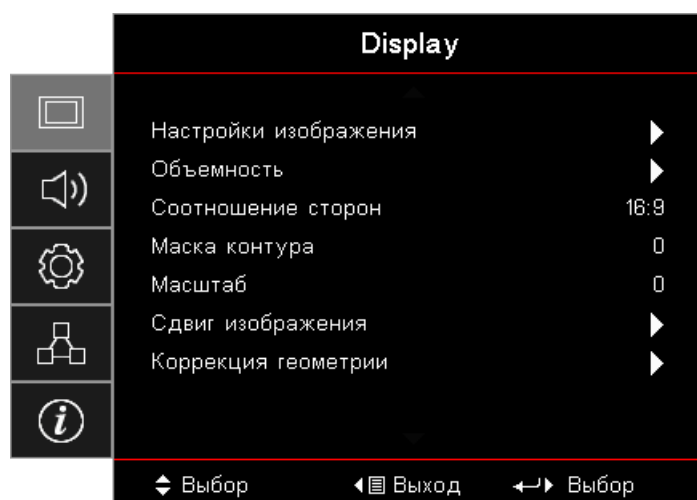 Display
Настройки изображения
Объемность
Соотношение сторон 16:9
Маска контура 0
Масштаб 0
Сдвиг изображения
Коррекция геометрии
Выбор Выход Выбор